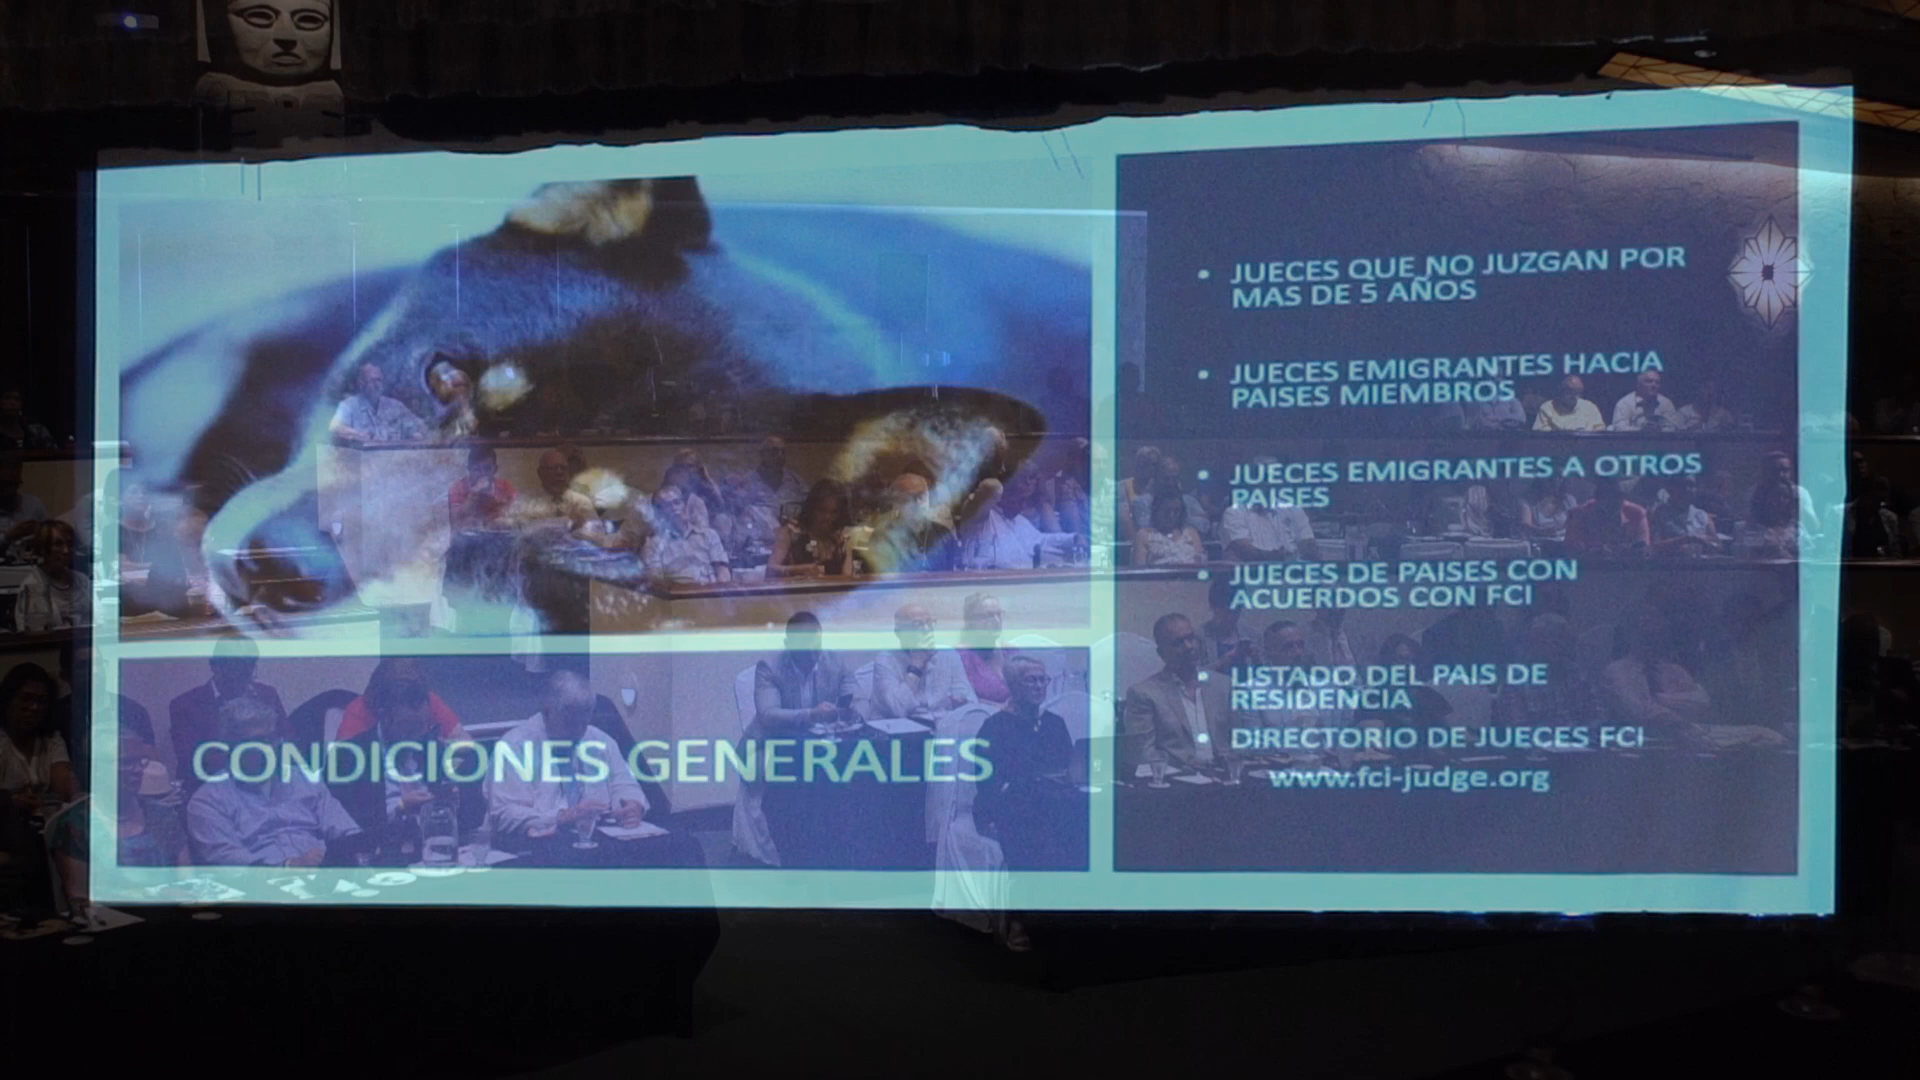 CONDICIONES GENERALES
• JUECES QUE NO JUZGAN POR
MAS DE 5 AÑOS
• JUECES EMIGRANTES HACIA
PAISES MIEMBROS
• JUECES EMIGRANTES A OTROS
PAISES
• JUECES DE PAISES CON
ACUERDOS CON FCI
• LISTADO DEL PAIS DE
RESIDENCIA
• DIRECTORIO DE JUECES FCI
www.fci-judge.org